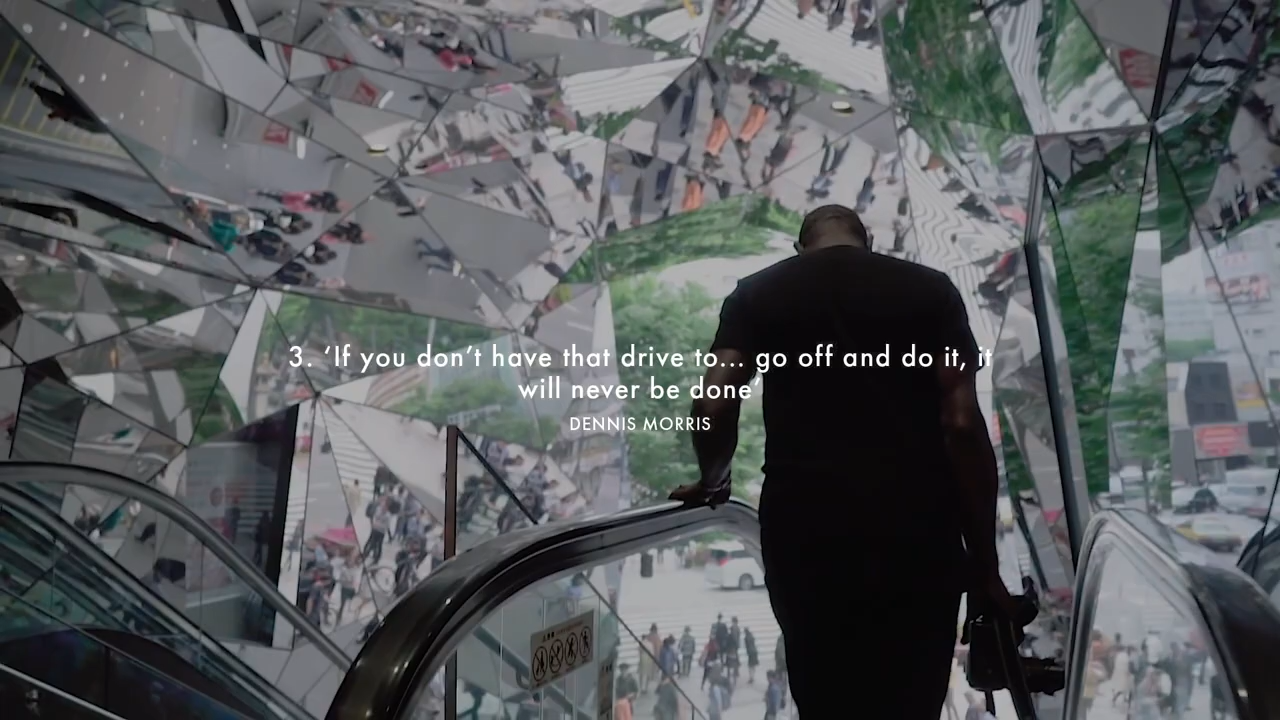 3. ‘If you don’t have that drive to... go off and do it, it
will never be done’
DENNIS MORRIS